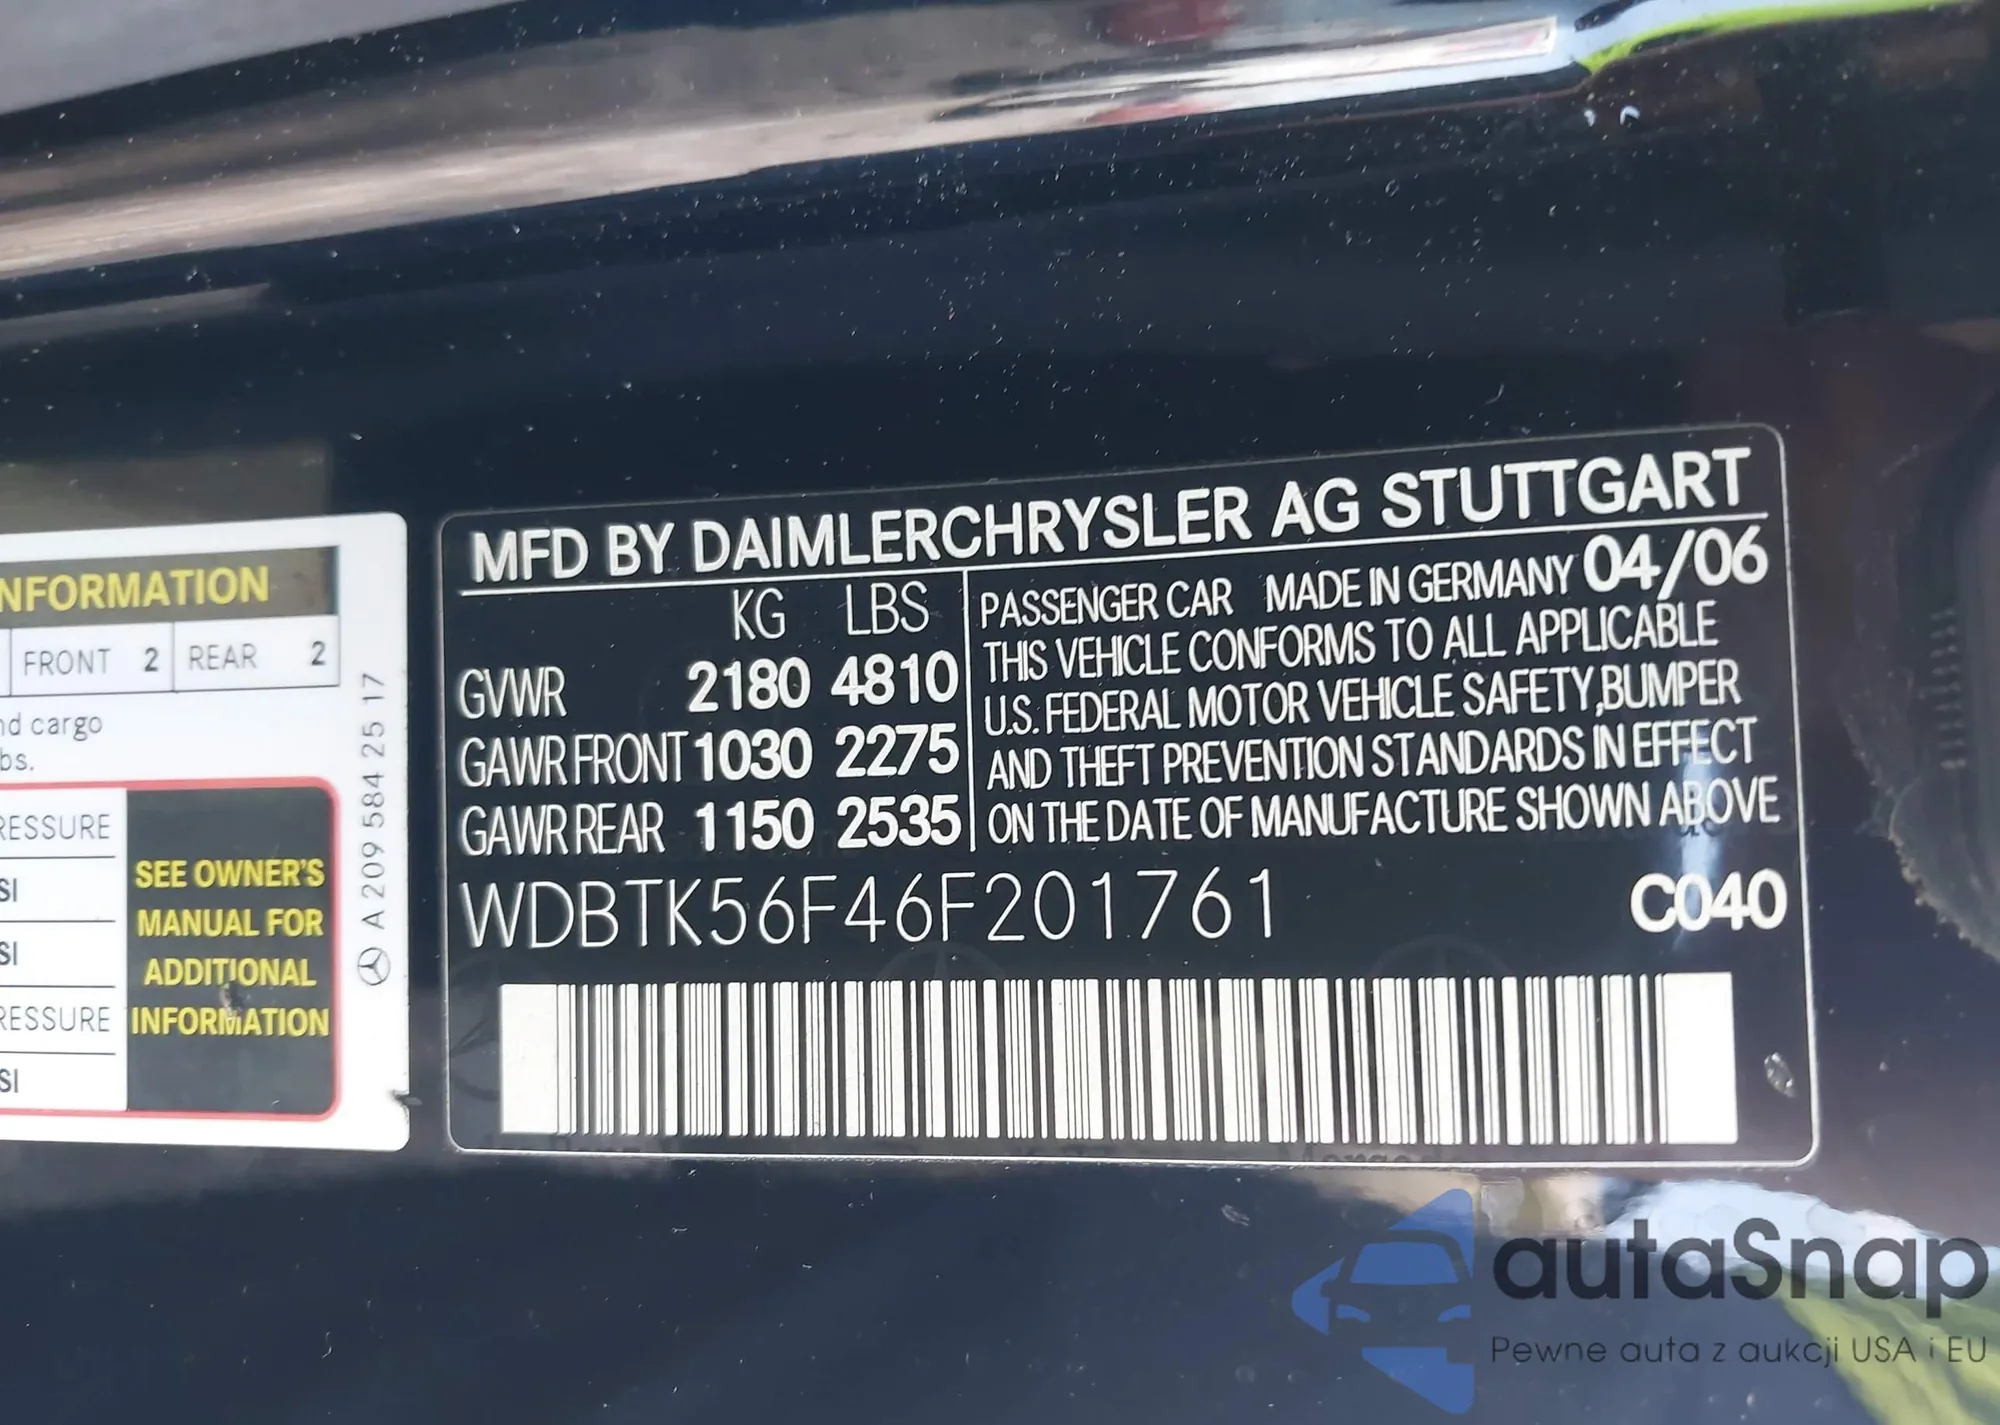 NFORMATION
FRONT 2 REAR 2
nd cargo
bs.
RESSURE
SI
SI
RESSURE
SI
SEE OWNER'S
MANUAL FOR
ADDITIONAL
INFORMATION
A 209 584 25 17
MFD BY DAIMLERCHRYSLER AG STUTTGART
KG LBS
GVWR 2180 4810
GAWR FRONT 1030 2275
GAWR REAR 1150 2535
PASSENGER CAR MADE IN GERMANY 04/06
THIS VEHICLE CONFORMS TO ALL APPLICABLE
U.S. FEDERAL MOTOR VEHICLE SAFETY,BUMPER
AND THEFT PREVENTION STANDARDS IN EFFECT
ON THE DATE OF MANUFACTURE SHOWN ABOVE
WDBTK56F46F201761 C040
autaSnap
Pewne auta z aukcji USA i EU